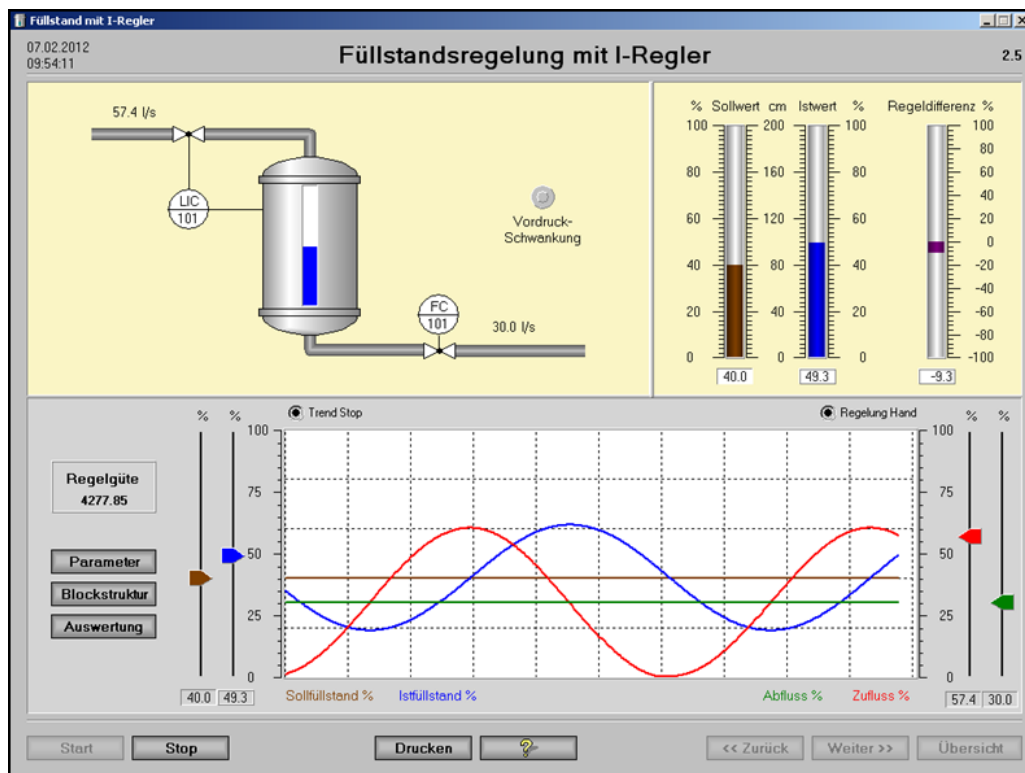 Füllstand mit I-Regler
07.02.2012
09:54:11
Füllstandsregelung mit I-Regler
2.5
57.4 l/s
LIC
101
Vordruck-
Schwankung
FC
101
30.0 l/s
% Sollwert cm Istwert % Regeldifferenz %
100 200 100 100
80
80 160 80 60
40
60 120 60 20
0
40 80 40 -20
-40
20 40 20 -60
-80
0 0 0 -100
40.0 49.3 -9.3
% % Trend Stop Regelung Hand % %
100 100
Regelgüte
4277.85
75 75
Parameter
50 50
Blockstruktur
Auswertung
25 25
0 0
40.0 49.3 Sollfüllstand % Istfüllstand % Abfluss % Zufluss % 57.4 30.0
Start Stop Drucken ? << Zurück Weiter >> Übersicht